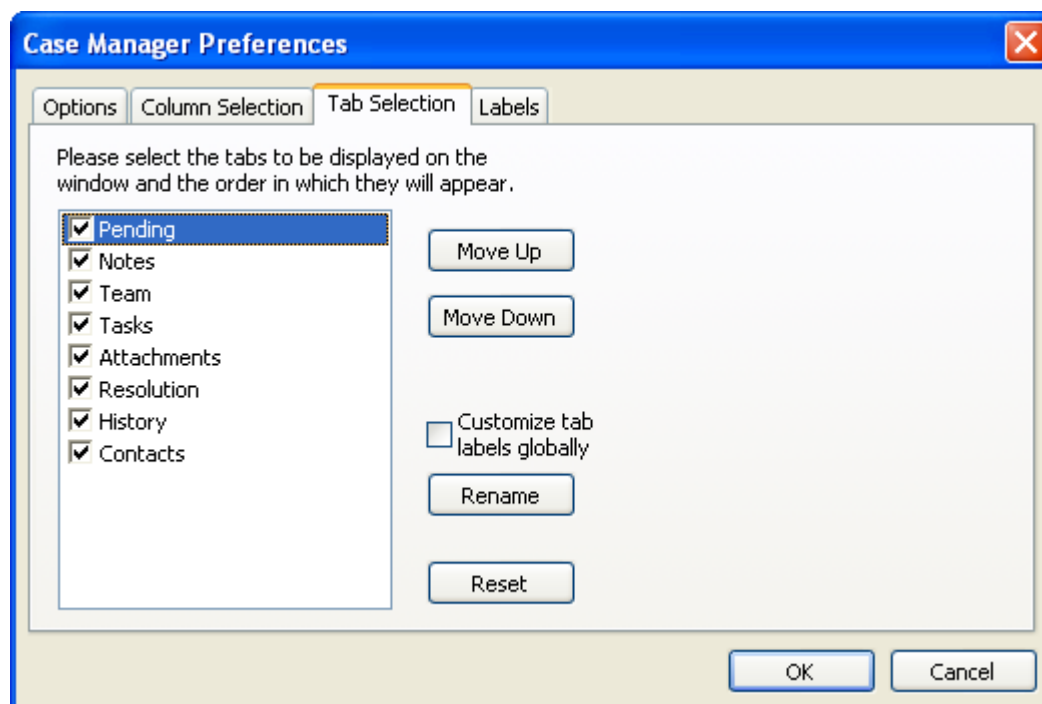 Case Manager Preferences
Options
Column Selection
Tab Selection
Labels
Please select the tabs to be displayed on the
window and the order in which they will appear.
Pending
Notes
Team
Tasks
Attachments
Resolution
History
Contacts
Move Up
Move Down
Customize tab
labels globally
Rename
Reset
OK
Cancel